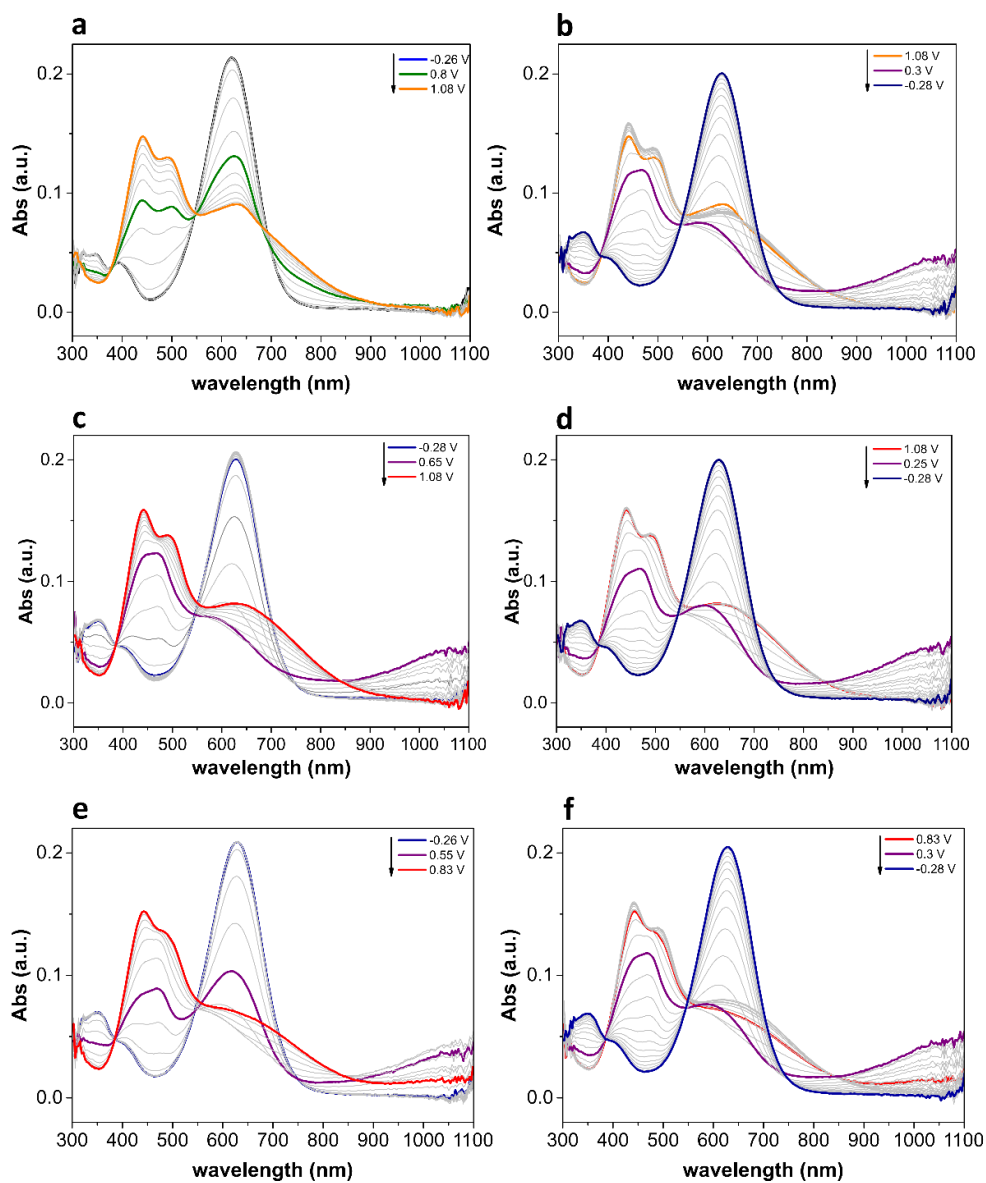 a
-0.26 V
0.8 V
1.08 V
Abs (a.u.)
0.2
0.1
0.0
300 400 500 600 700 800 900 1000 1100
wavelength (nm)
b
1.08 V
0.3 V
-0.28 V
Abs (a.u.)
0.2
0.1
0.0
300 400 500 600 700 800 900 1000 1100
wavelength (nm)
c
-0.28 V
0.65 V
1.08 V
Abs (a.u.)
0.2
0.1
0.0
300 400 500 600 700 800 900 1000 1100
wavelength (nm)
d
1.08 V
0.25 V
-0.28 V
Abs (a.u.)
0.2
0.1
0.0
300 400 500 600 700 800 900 1000 1100
wavelength (nm)
e
-0.26 V
0.55 V
0.83 V
Abs (a.u.)
0.2
0.1
0.0
300 400 500 600 700 800 900 1000 1100
wavelength (nm)
f
0.83 V
0.3 V
-0.28 V
Abs (a.u.)
0.2
0.1
0.0
300 400 500 600 700 800 900 1000 1100
wavelength (nm)